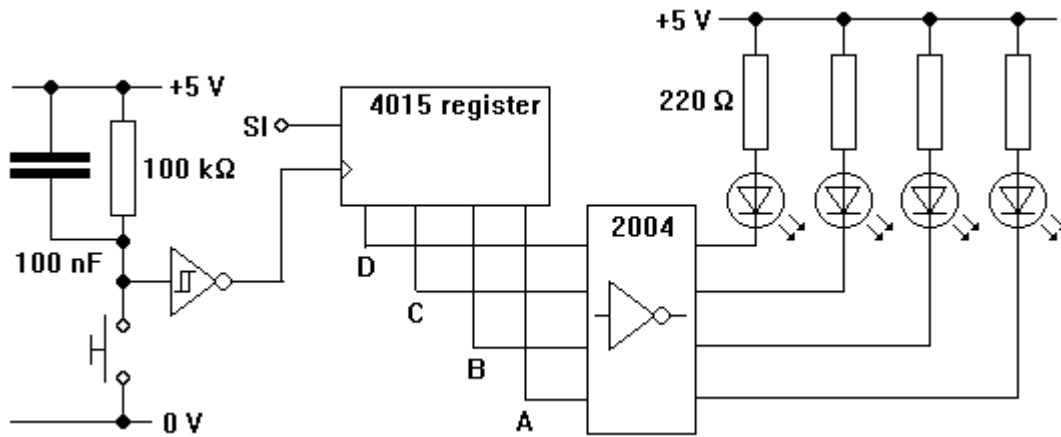 +5 V
+5 V
4015 register
220 Ω
SI
100 kΩ
2004
100 nF
D
C
B
A
0 V